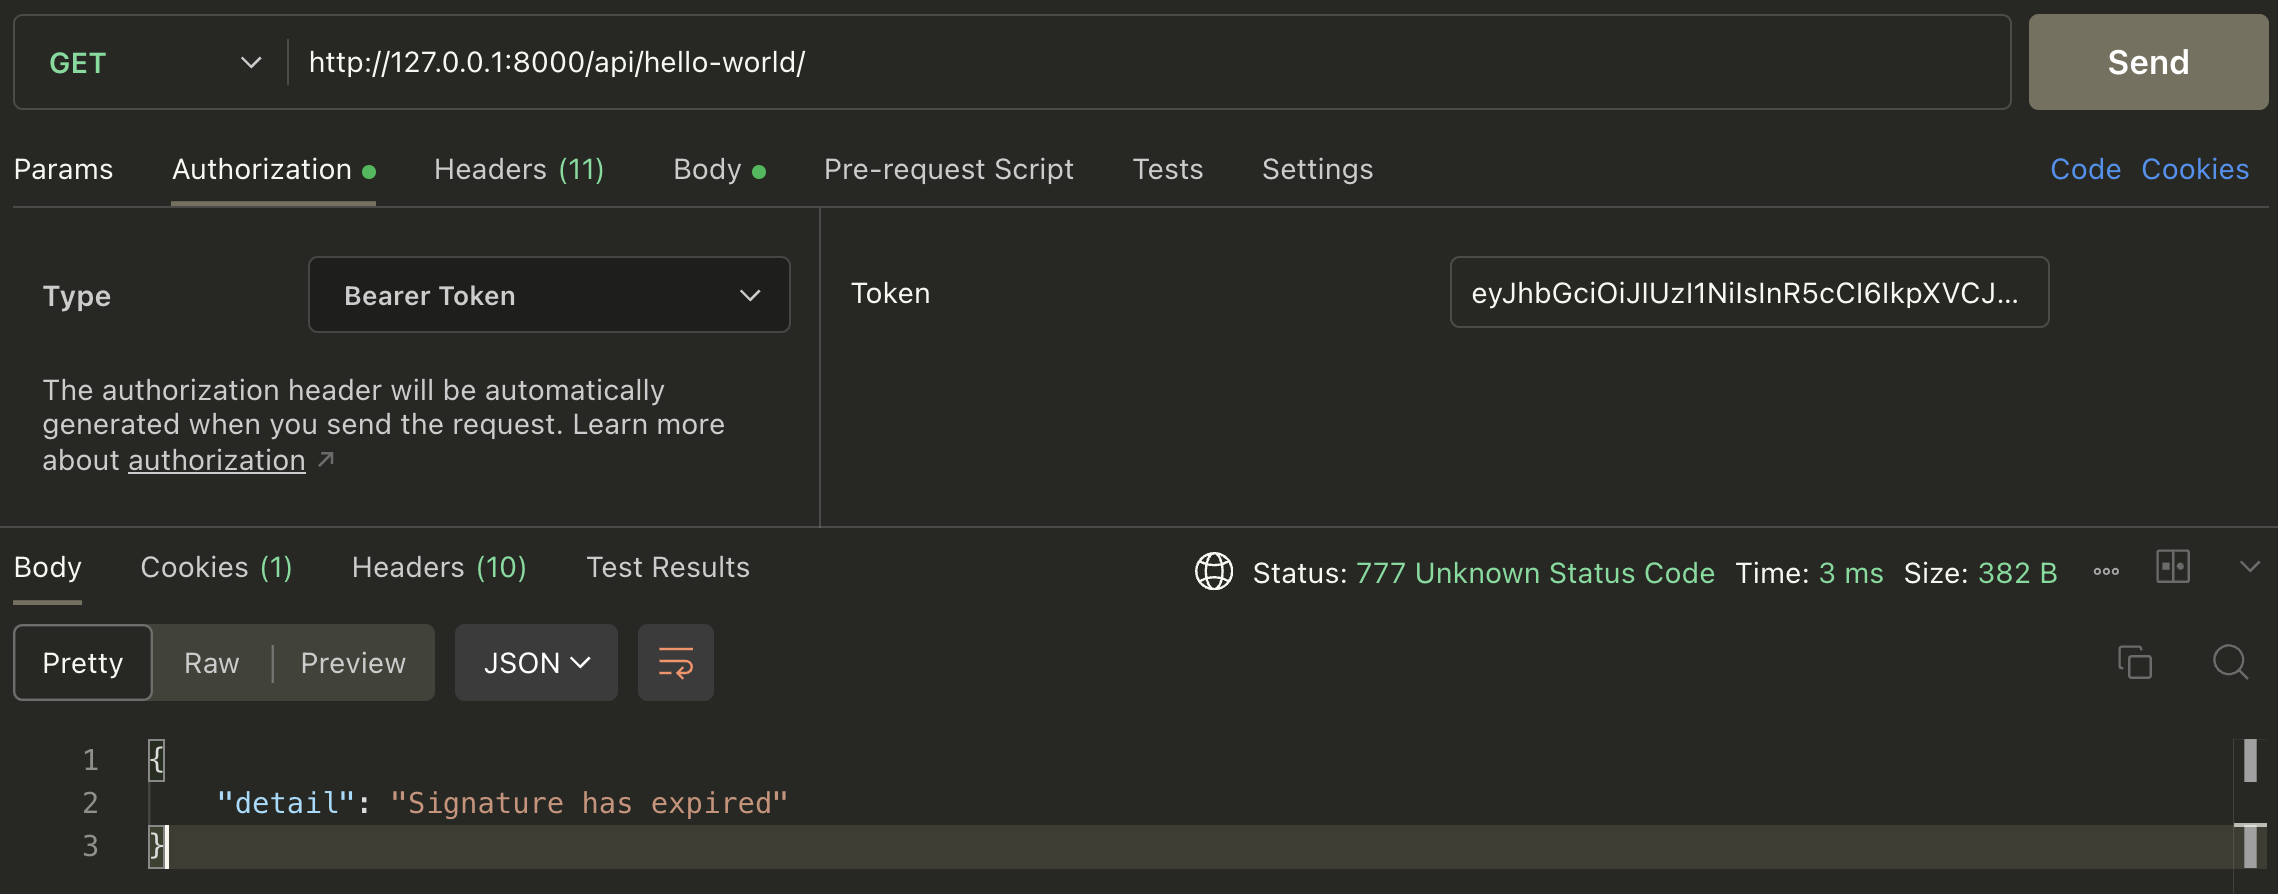 GET http://127.0.0.1:8000/api/hello-world/ Send
Params Authorization Headers (11) Body Pre-request Script Tests Settings Code Cookies
Type Bearer Token Token eyJhbGciOiJIUzI1NiIsInR5cCI6IkpXVCJ...
The authorization header will be automatically
generated when you send the request. Learn more
about authorization ↗
Body Cookies (1) Headers (10) Test Results Status: 777 Unknown Status Code Time: 3 ms Size: 382 B
Pretty Raw Preview JSON
1 {
2 "detail": "Signature has expired"
3 }